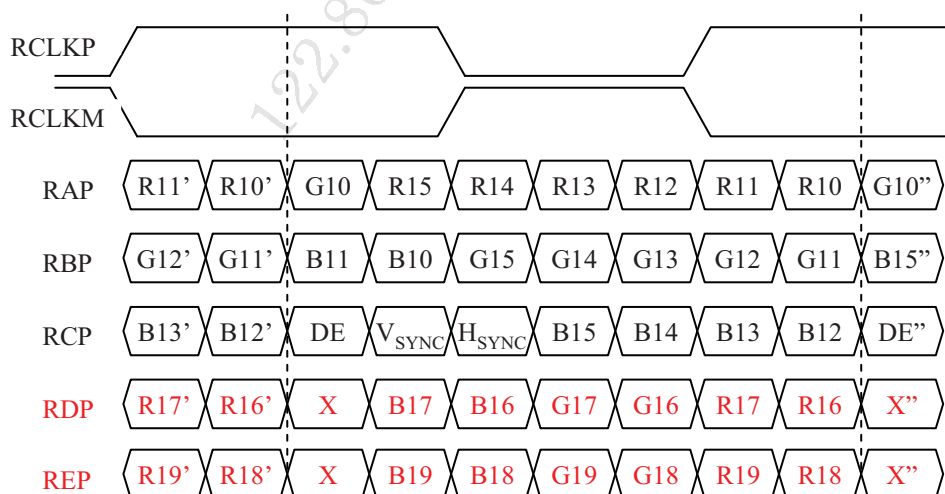 122.8
RCLKP
RCLKM
RAP R11’ R10’ G10 R15 R14 R13 R12 R11 R10 G10”
RBP G12’ G11’ B11 B10 G15 G14 G13 G12 G11 B15”
RCP B13’ B12’ DE VSYNC HSYNC B15 B14 B13 B12 DE”
RDP R17’ R16’ X B17 B16 G17 G16 R17 R16 X”
REP R19’ R18’ X B19 B18 G19 G18 R19 R18 X”